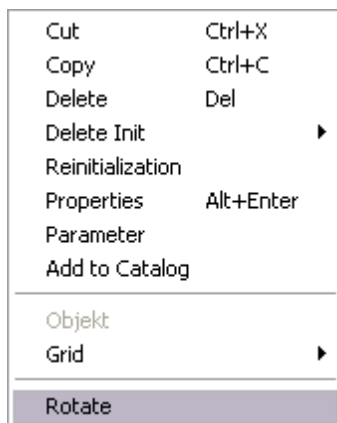 Cut Ctrl+X
Copy Ctrl+C
Delete Del
Delete Init
Reinitialization
Properties Alt+Enter
Parameter
Add to Catalog
Objekt
Grid
Rotate